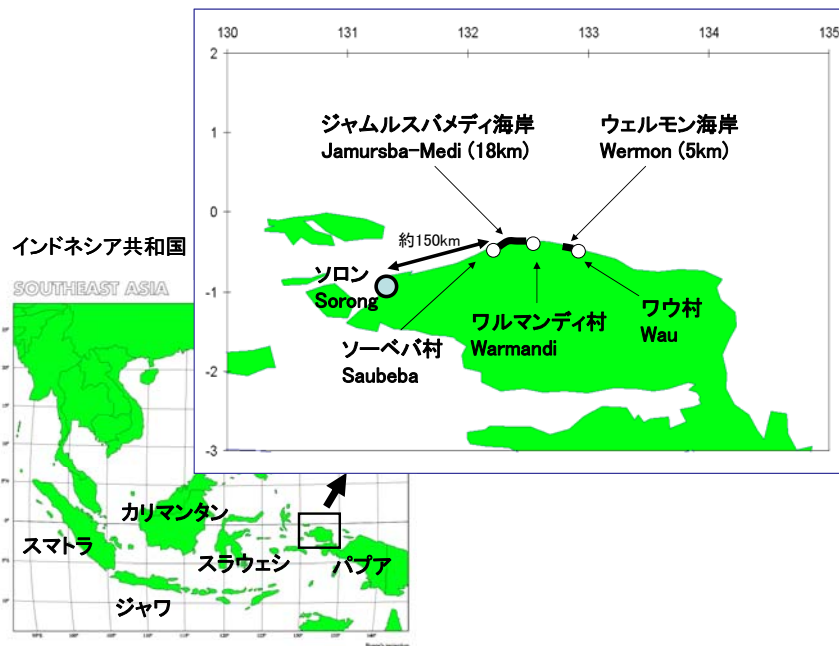 130 131 132 133 134 135
2
1
ジャムルスバメディ海岸
Jamursba-Medi (18km)
ウェルモン海岸
Wermon (5km)
0
約150km
インドネシア共和国
ソロン
Sorong
-1
SOUTHEAST ASIA
ワルマンディ村
Warmandi
ワウ村
Wau
ソーベバ村
Saubeba
-2
-3
カリマンタン
スマトラ
スラウェシ
パプア
ジャワ